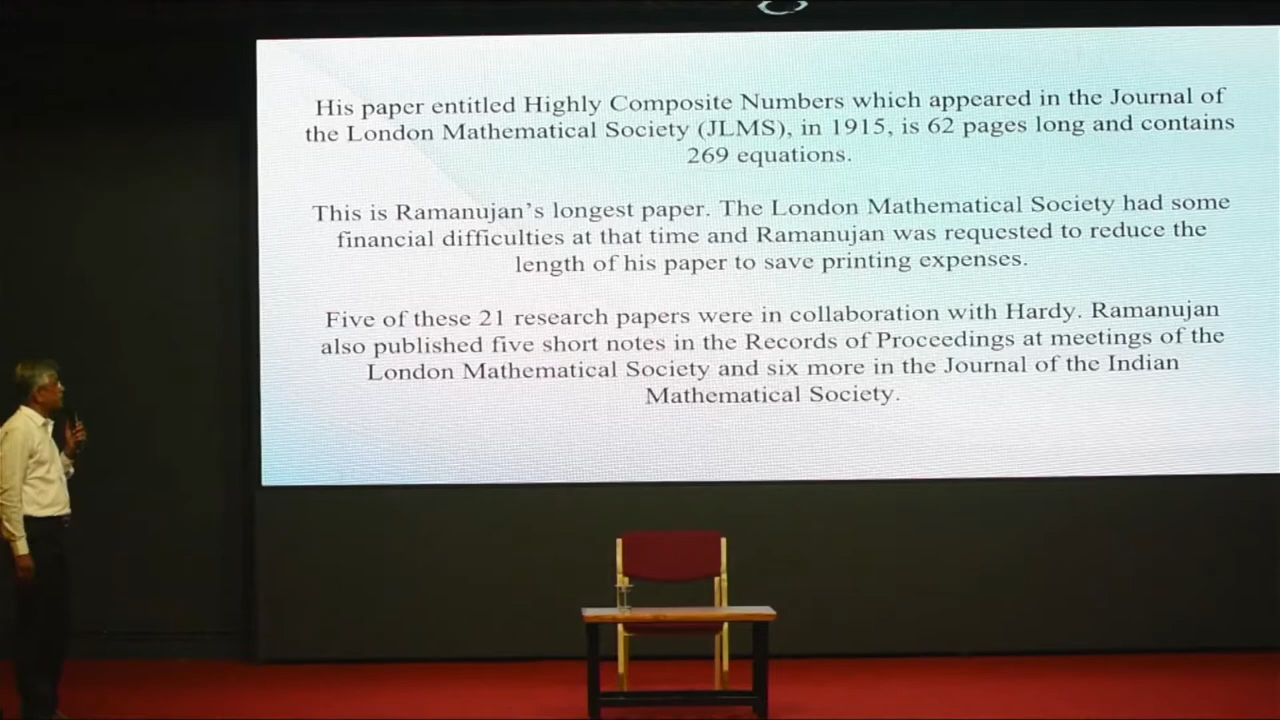 His paper entitled Highly Composite Numbers which appeared in the Journal of
the London Mathematical Society (JLMS), in 1915, is 62 pages long and contains
269 equations.
This is Ramanujan’s longest paper. The London Mathematical Society had some
financial difficulties at that time and Ramanujan was requested to reduce the
length of his paper to save printing expenses.
Five of these 21 research papers were in collaboration with Hardy. Ramanujan
also published five short notes in the Records of Proceedings at meetings of the
London Mathematical Society and six more in the Journal of the Indian
Mathematical Society.